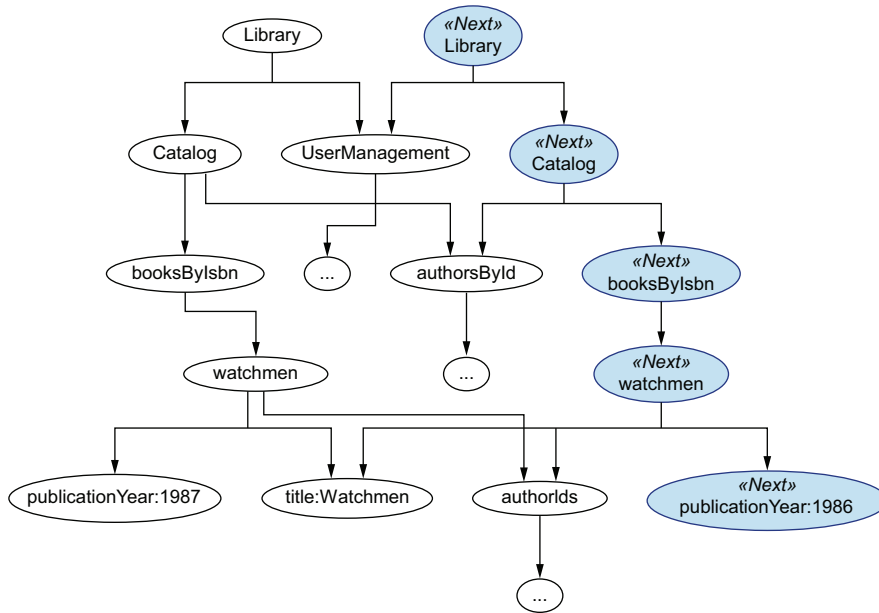 Library
«Next»
Library
Catalog
UserManagement
«Next»
Catalog
booksByIsbn
...
authorsById
«Next»
booksByIsbn
watchmen
...
«Next»
watchmen
publicationYear:1987
title:Watchmen
authorIds
«Next»
publicationYear:1986
...